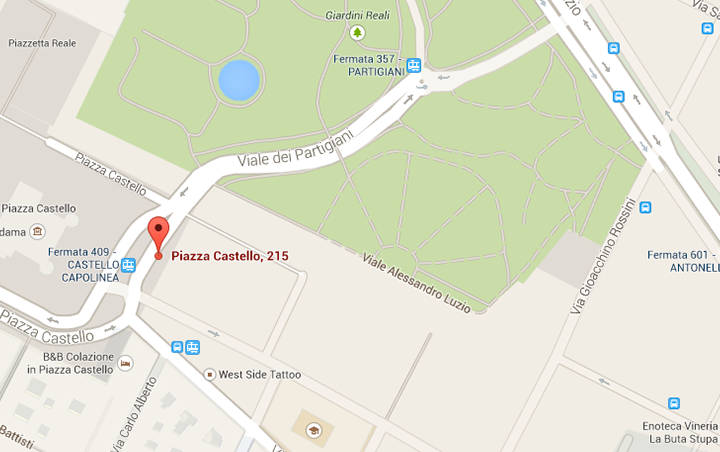 Giardini Reali
Piazzetta Reale
Fermata 357 -
PARTIGIANI
Viale dei Partigiani
Piazza Castello
Piazza Castello
dama
Fermata 409 -
CASTELLO
CAPOLINEA
Piazza Castello, 215
Viale Alessandro Luzio
Via Gioacchino Rossini
Fermata 601 -
ANTONELL
Piazza Castello
B&B Colazione
in Piazza Castello
West Side Tattoo
Via Carlo Alberto
Battisti
Enoteca Vineria
La Buta Stupa